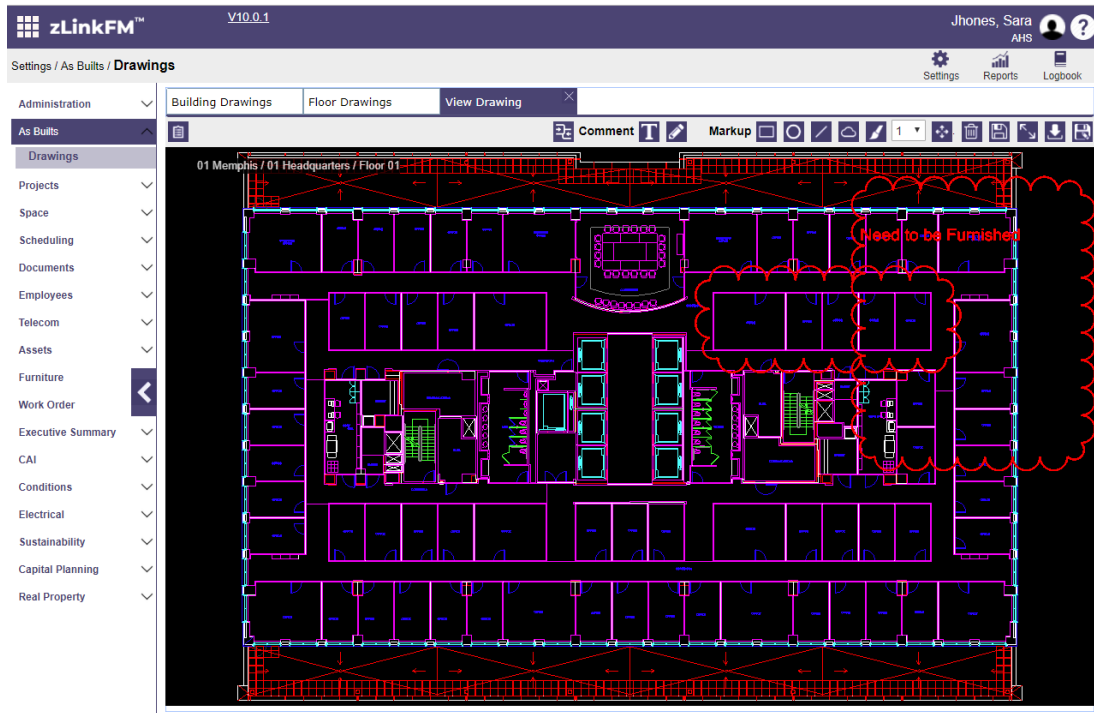 zLinkFM™
V10.0.1
Jhones, Sara
AHS
?
Settings / As Builts / Drawings
Settings
Reports
Logbook
Administration
As Builts
Drawings
Projects
Space
Scheduling
Documents
Employees
Telecom
Assets
Furniture
Work Order
Executive Summary
CAI
Conditions
Electrical
Sustainability
Capital Planning
Real Property
Building Drawings
Floor Drawings
View Drawing
Comment T
Markup
1
01 Memphis / 01 Headquarters / Floor 01
Need to be Furnished